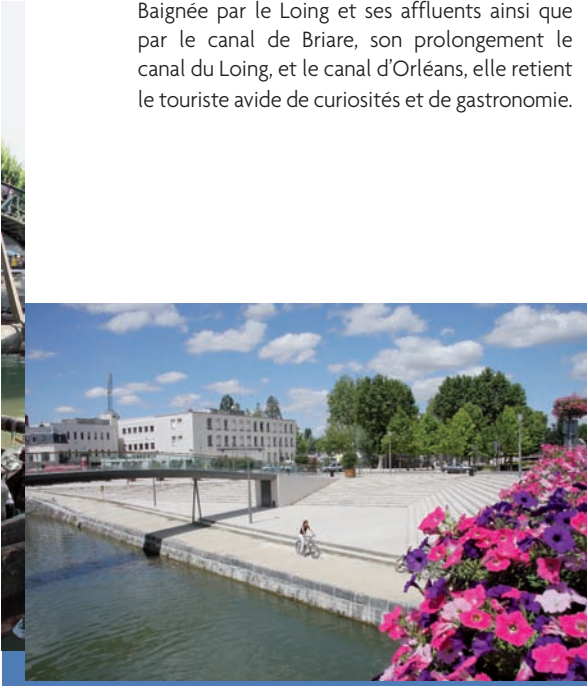 Baignée par le Loing et ses affluents ainsi que
par le canal de Briare, son prolongement le
canal du Loing, et le canal d’Orléans, elle retient
le touriste avide de curiosités et de gastronomie.